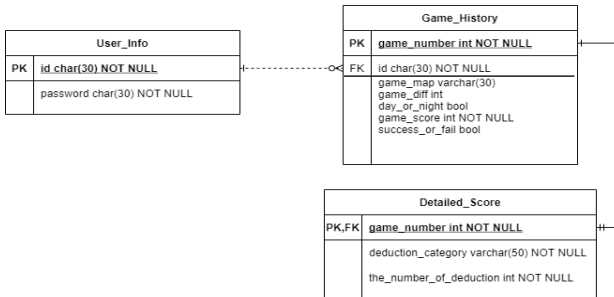 User_Info
PK id char(30) NOT NULL
password char(30) NOT NULL
Game_History
PK game_number int NOT NULL
FK id char(30) NOT NULL
game_map varchar(30)
game_diff int
day_or_night bool
game_score int NOT NULL
success_or_fail bool
Detailed_Score
PK,FK game_number int NOT NULL
deduction_category varchar(50) NOT NULL
the_number_of_deduction int NOT NULL